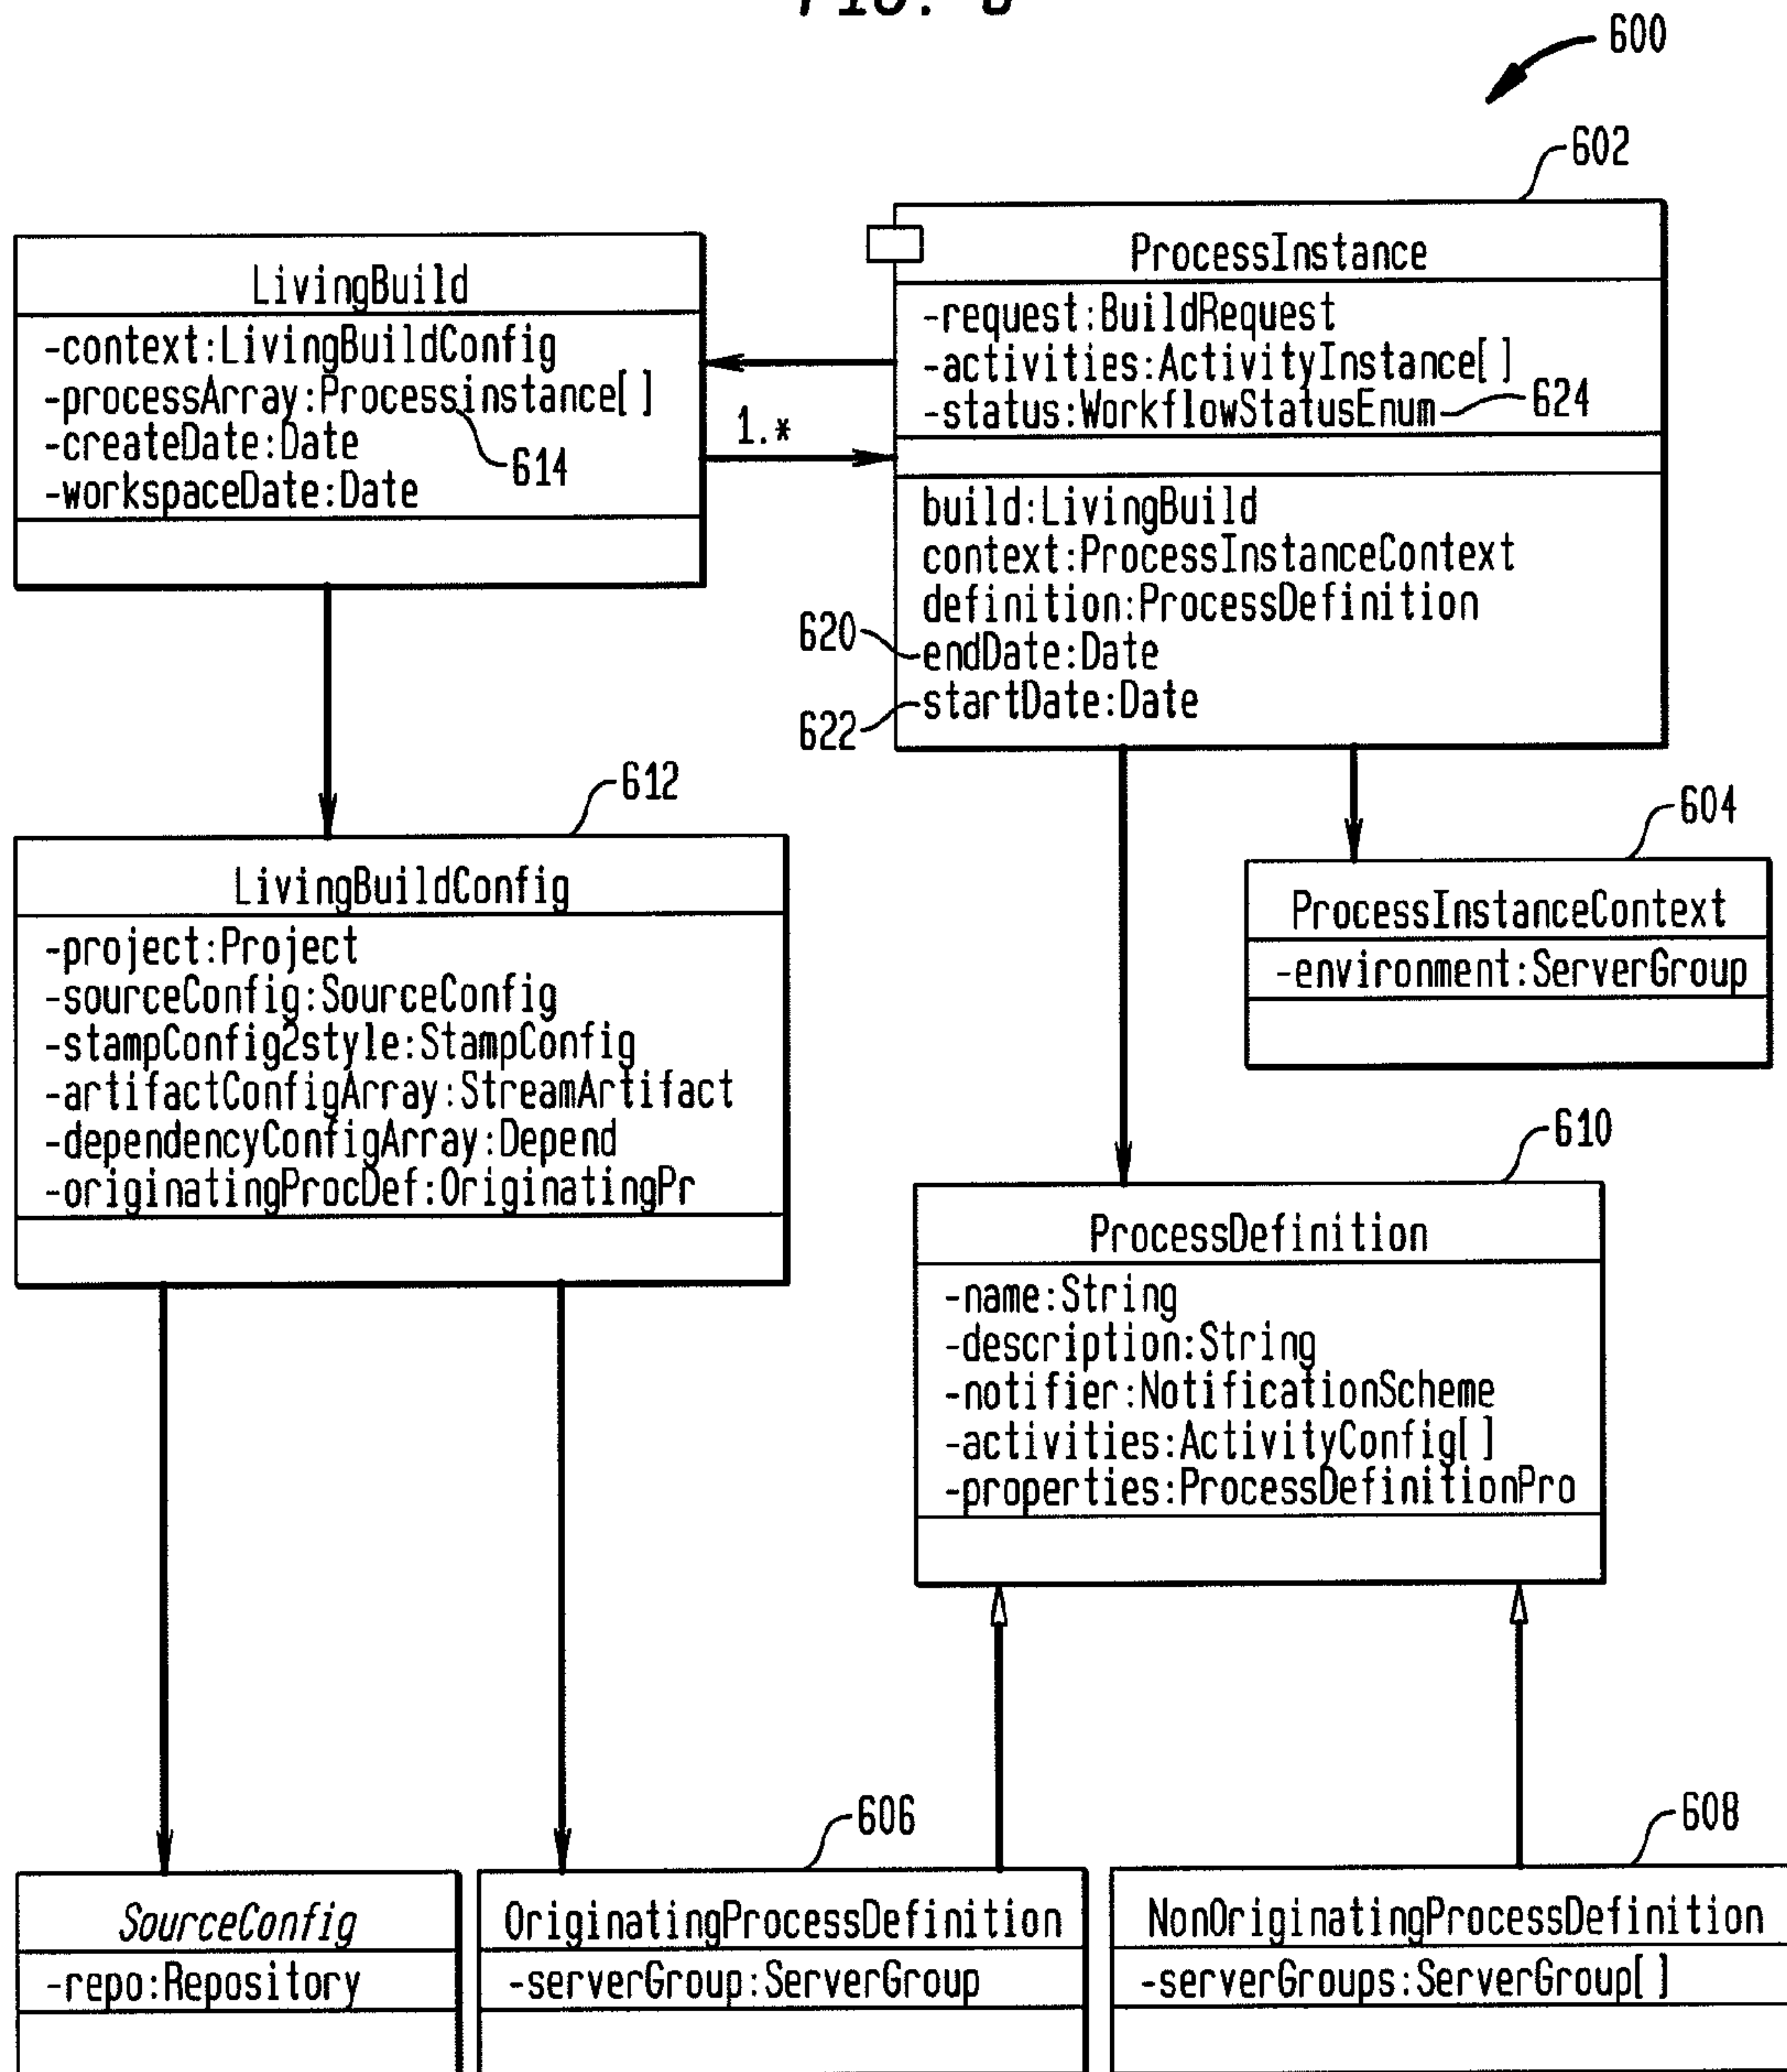 600
602
LivingBuild
-context:LivingBuildConfig
-processArray:Processinstance[]
-createDate:Date
-workspaceDate:Date
614
1.*
ProcessInstance
-request:BuildRequest
-activities:ActivityInstance[]
-status:WorkflowStatusEnum
624
build:LivingBuild
context:ProcessInstanceContext
definition:ProcessDefinition
620
endDate:Date
622
startDate:Date
612
LivingBuildConfig
-project:Project
-sourceConfig:SourceConfig
-stampConfig2style:StampConfig
-artifactConfigArray:StreamArtifact
-dependencyConfigArray:Depend
-originatingProcDef:OriginatingPr
604
ProcessInstanceContext
-environment:ServerGroup
610
ProcessDefinition
-name:String
-description:String
-notifier:NotificationScheme
-activities:ActivityConfig[]
-properties:ProcessDefinitionPro
SourceConfig
-repo:Repository
606
OriginatingProcessDefinition
-serverGroup:ServerGroup
608
NonOriginatingProcessDefinition
-serverGroups:ServerGroup[]